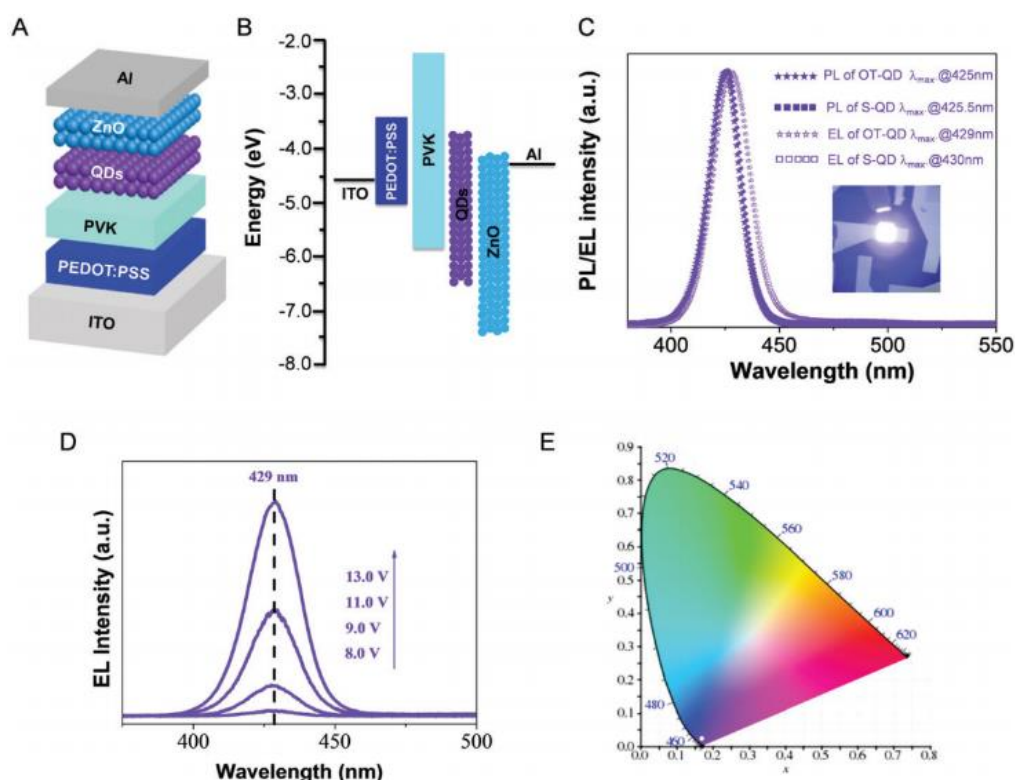 A
Al
ZnO
QDs
PVK
PEDOT:PSS
ITO
B
-2.0
-3.0
-4.0
-5.0
-6.0
-7.0
-8.0
Energy (eV)
ITO
PEDOT:PSS
PVK
QDs
ZnO
Al
C
PL/EL intensity (a.u.)
PL of OT-QD λmax @425nm
PL of S-QD λmax @425.5nm
EL of OT-QD λmax @429nm
EL of S-QD λmax @430nm
400 450 500 550
Wavelength (nm)
D
EL Intensity (a.u.)
429 nm
13.0 V
11.0 V
9.0 V
8.0 V
400 450 500
Wavelength (nm)
E
0.9
0.8
0.7
0.6
0.5
0.4
0.3
0.2
0.1
0.0
y
520
540
560
500
580
600
620
480
460
0.0 0.1 0.2 0.3 0.4 0.5 0.6 0.7 0.8
x